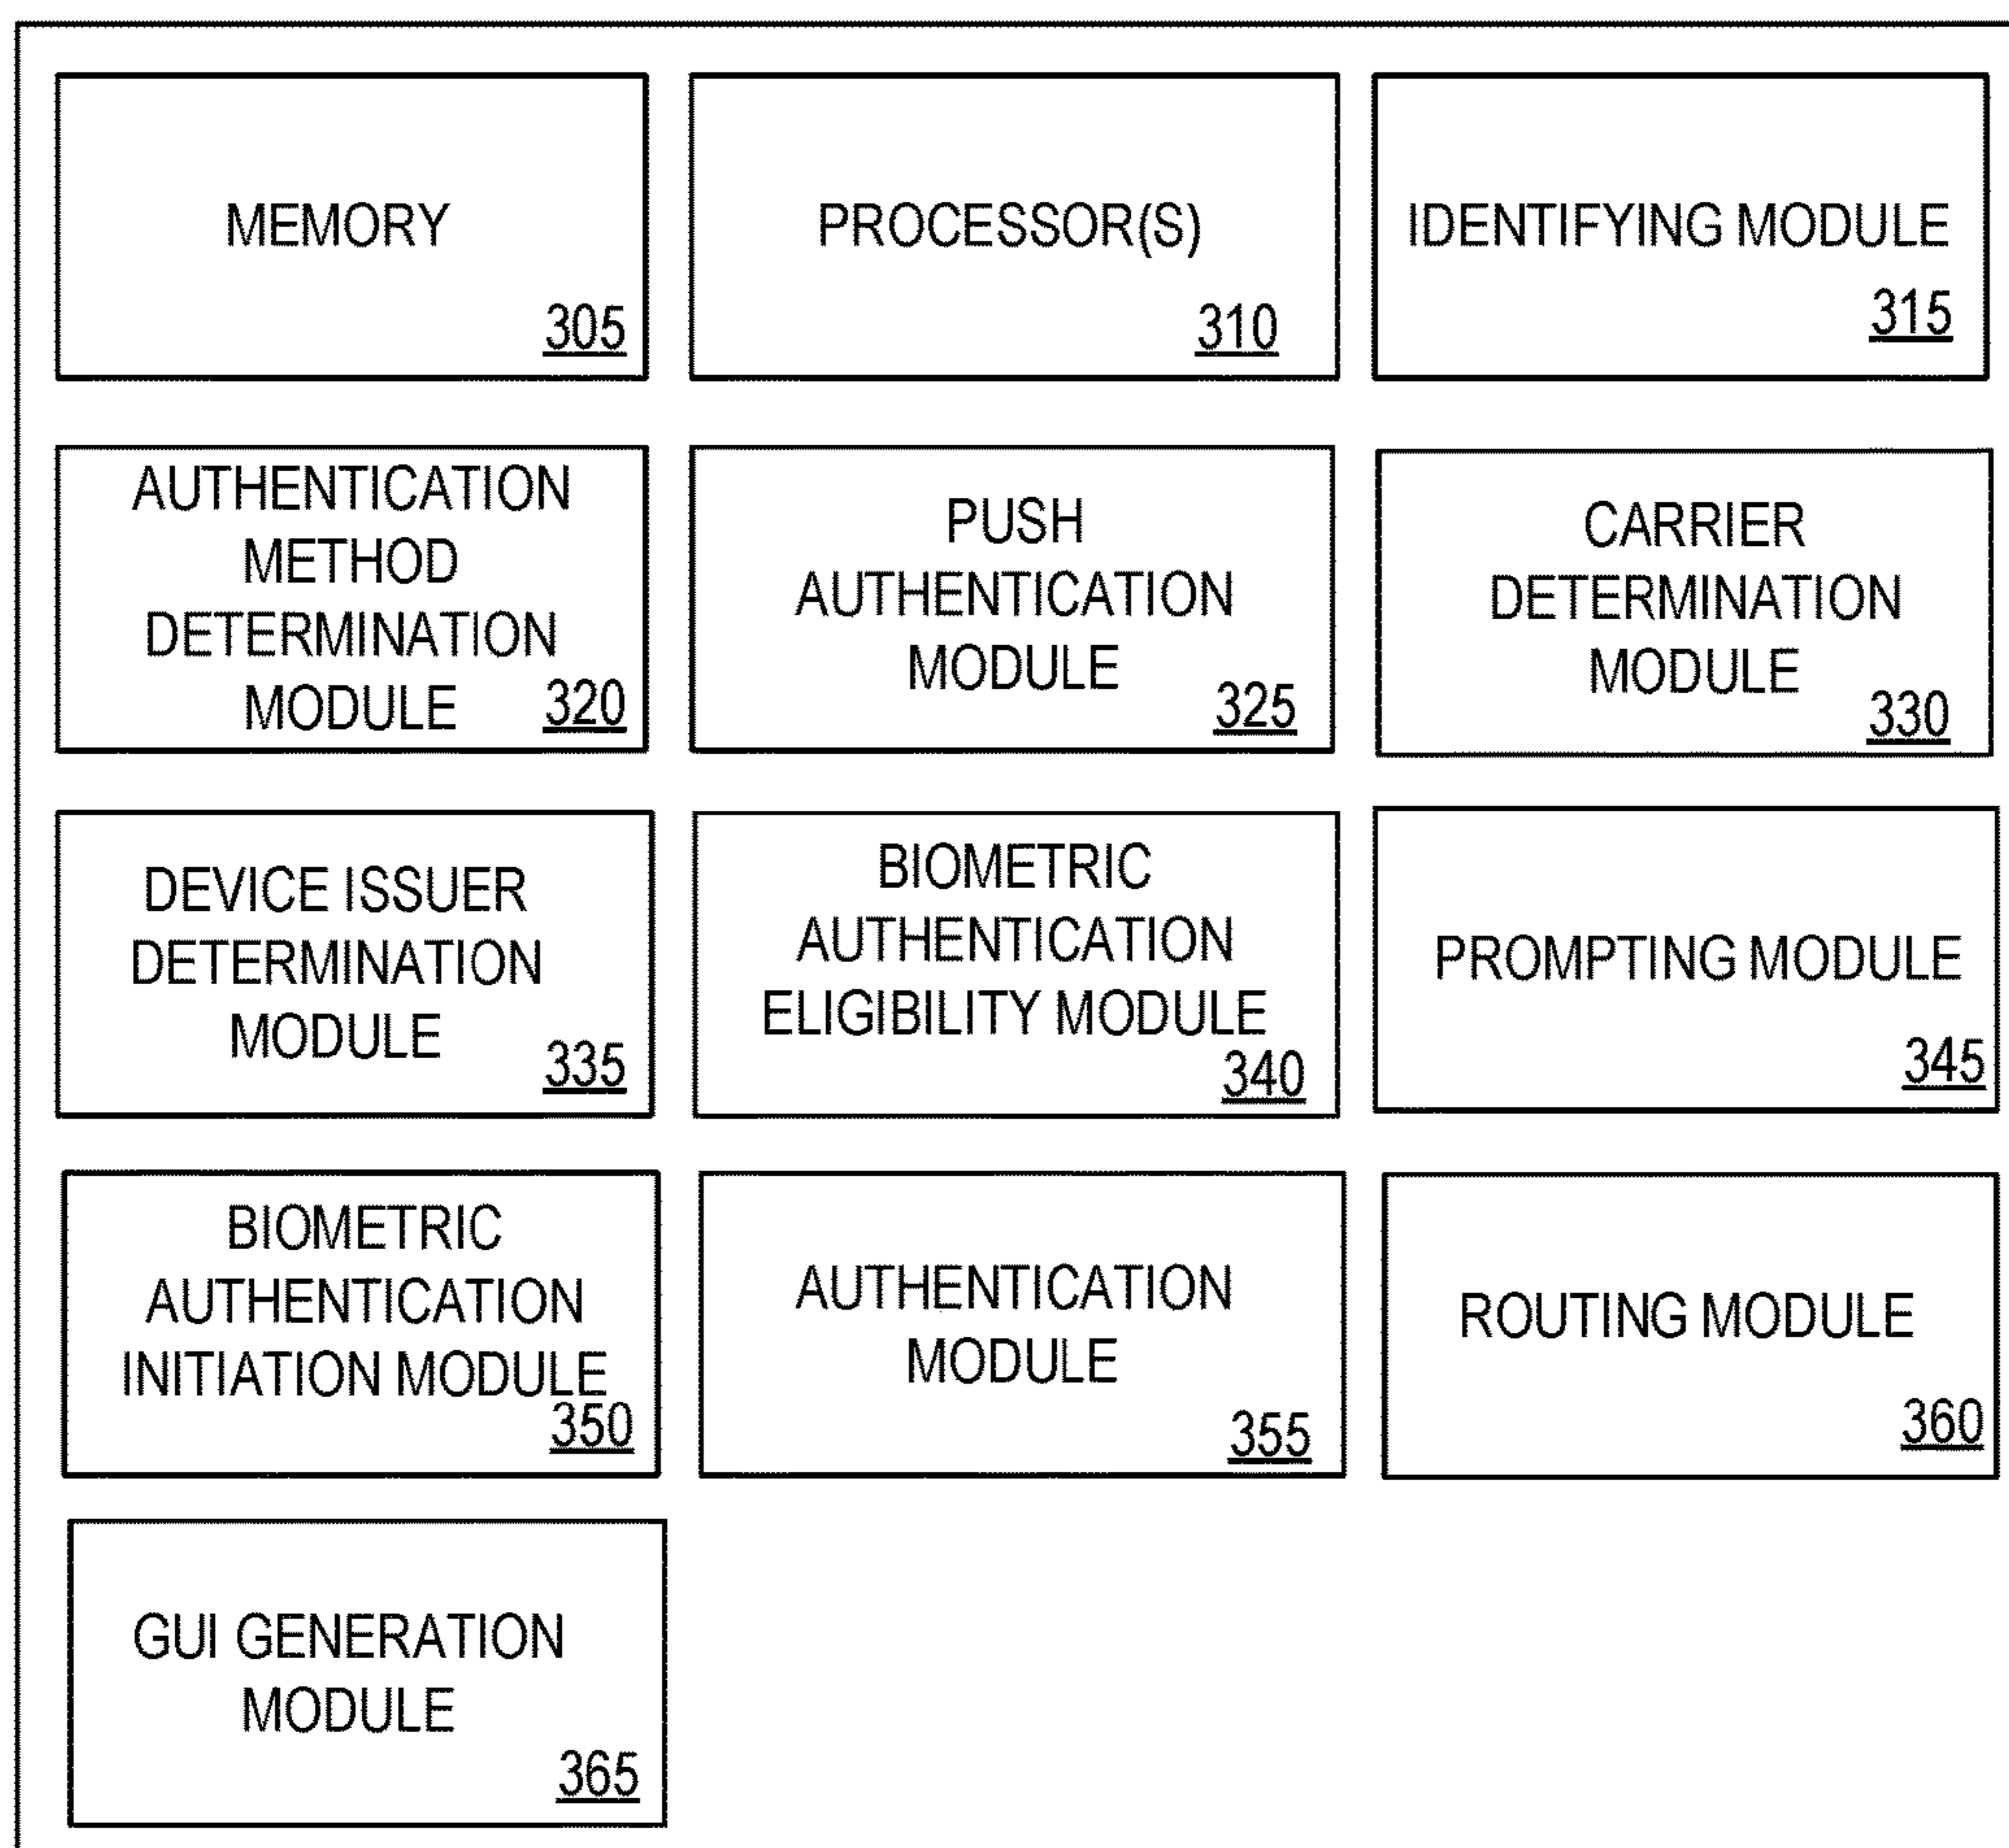 MEMORY
305
PROCESSOR(S)
310
IDENTIFYING MODULE
315
AUTHENTICATION
METHOD
DETERMINATION
MODULE
320
PUSH
AUTHENTICATION
MODULE
325
CARRIER
DETERMINATION
MODULE
330
DEVICE ISSUER
DETERMINATION
MODULE
335
BIOMETRIC
AUTHENTICATION
ELIGIBILITY MODULE
340
PROMPTING MODULE
345
BIOMETRIC
AUTHENTICATION
INITIATION MODULE
350
AUTHENTICATION
MODULE
355
ROUTING MODULE
360
GUI GENERATION
MODULE
365